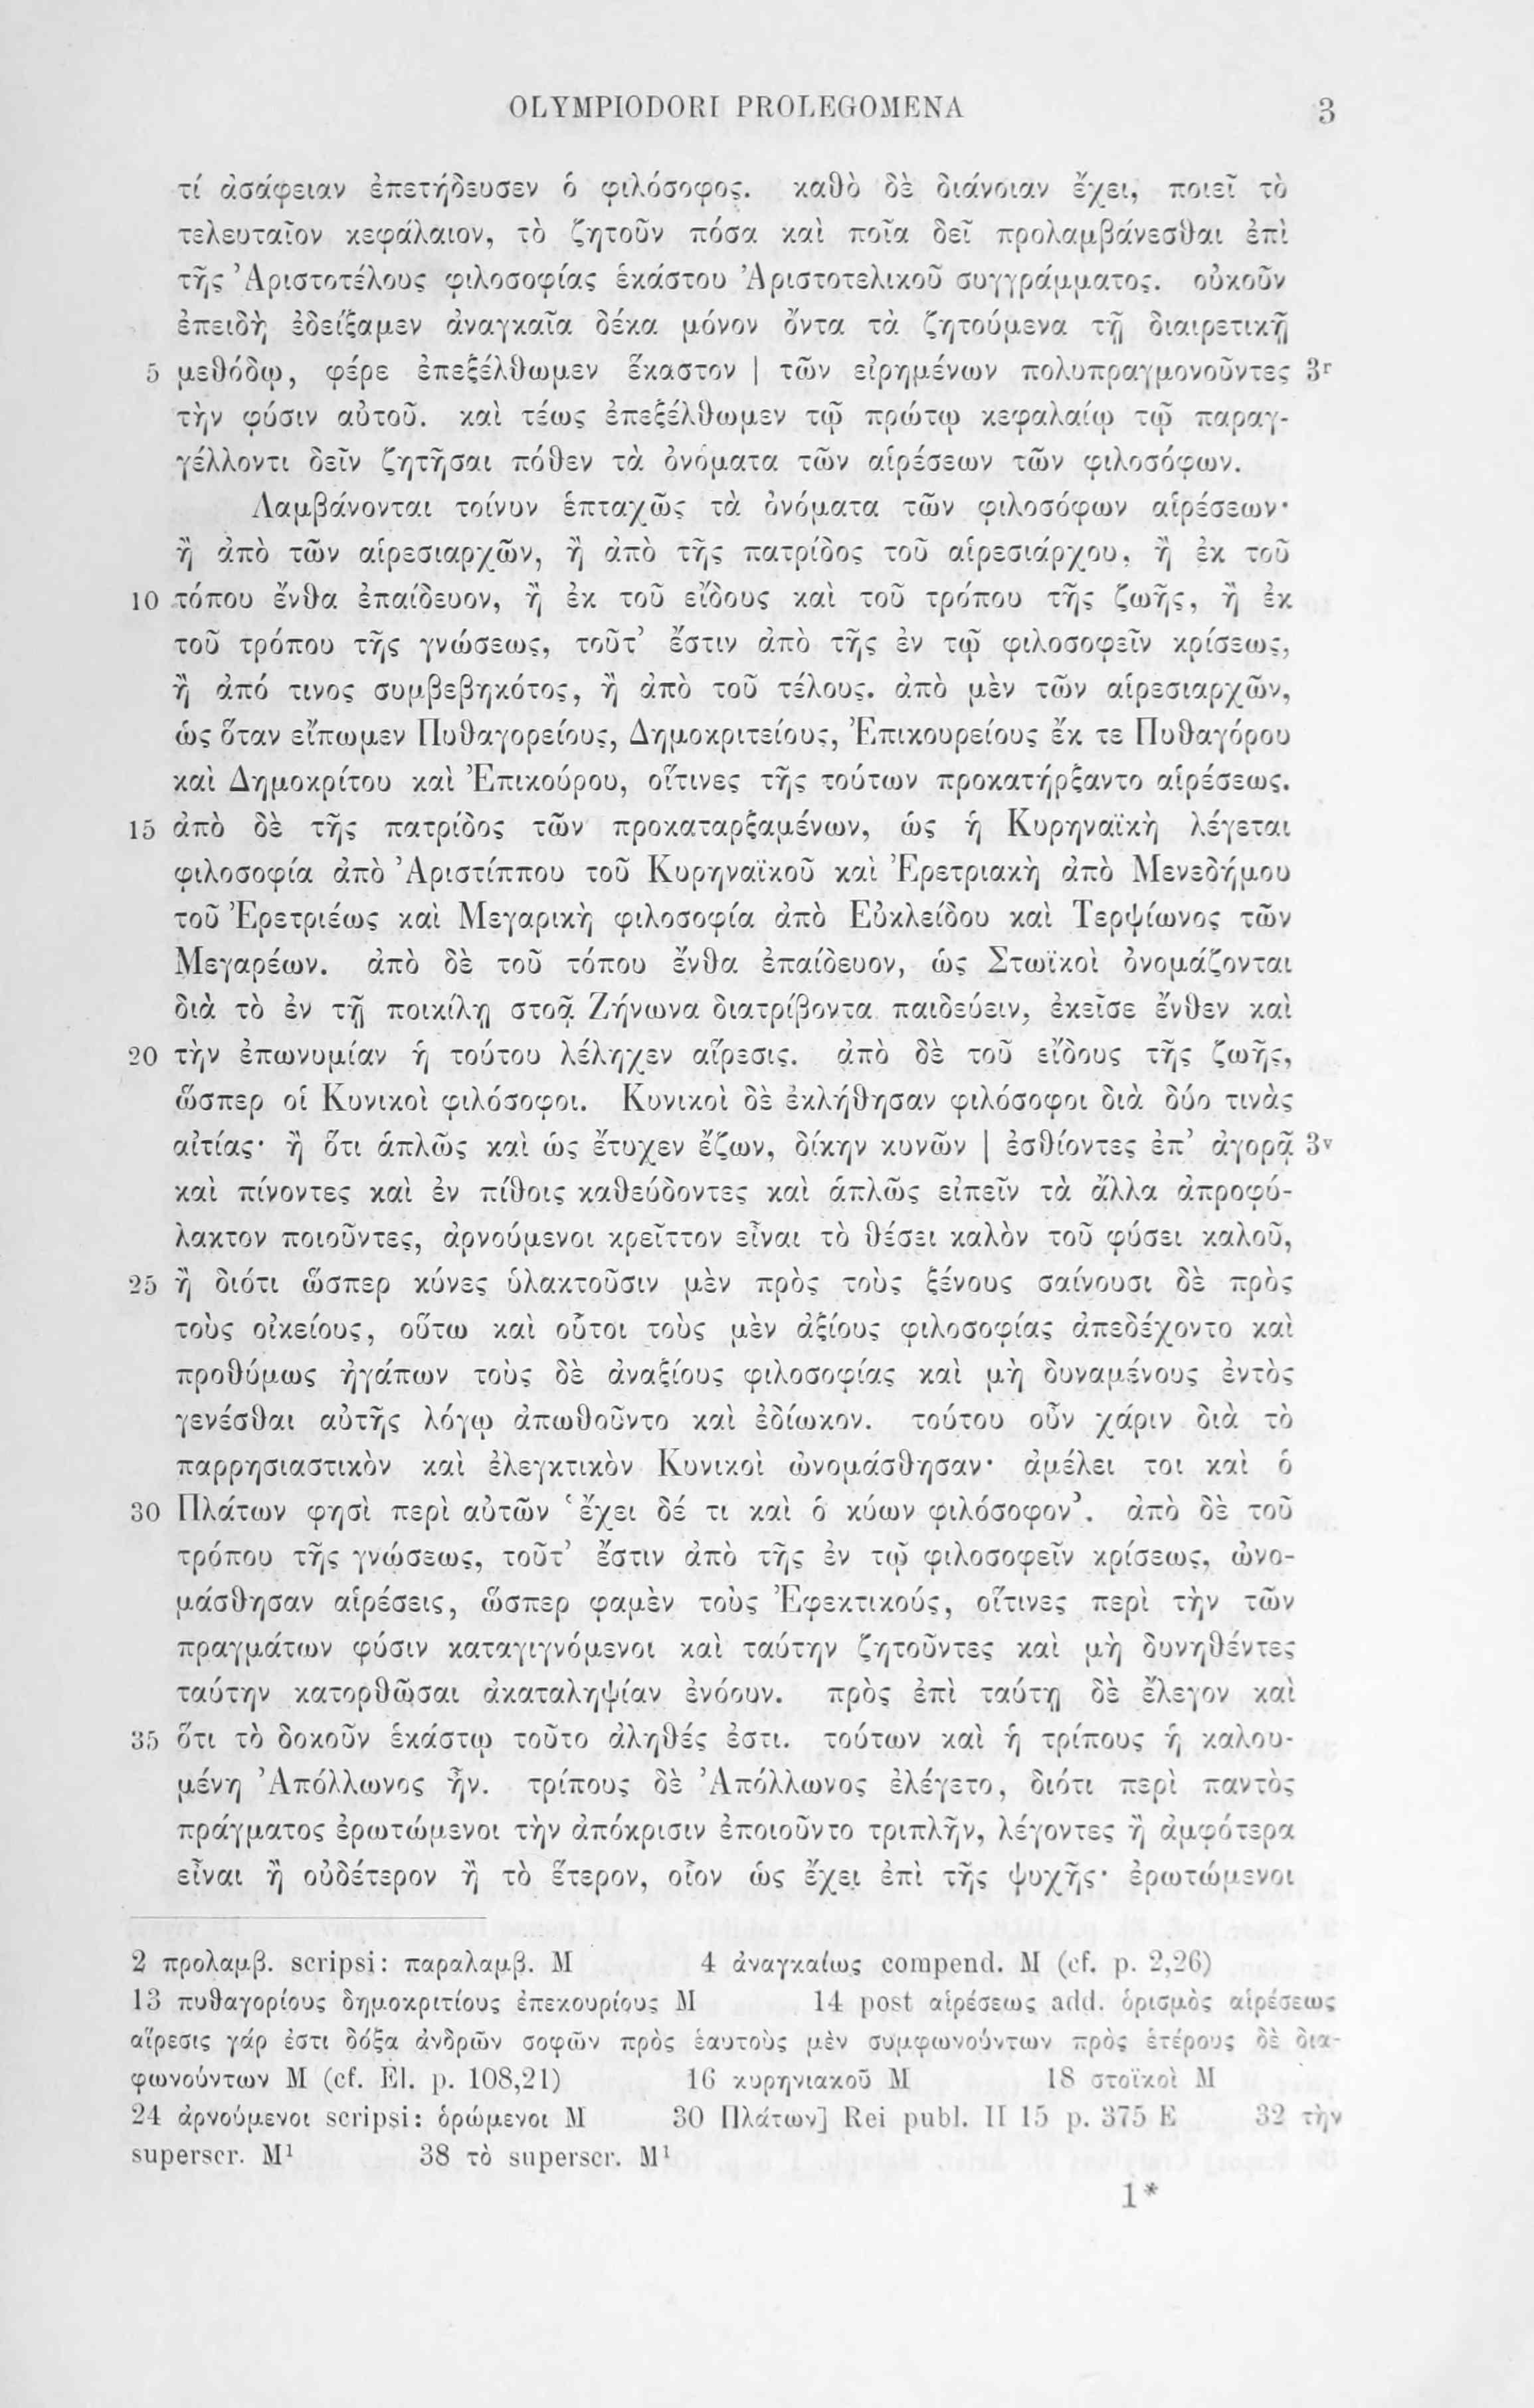 OLYMPIODORI PROLEGOMENA 3
τί ἀσάφειαν ἐπετήδευσεν ὁ φιλόσοφος. καθὸ δὲ διάνοιαν ἔχει, ποιεῖ τὸ
τελευταῖον κεφάλαιον, τὸ ζητοῦν πόσα καὶ ποῖα δεῖ προλαμβάνεσθαι ἐπὶ
τῆς Ἀριστοτέλους φιλοσοφίας ἑκάστου Ἀριστοτελικοῦ συγγράμματος. οὐκοῦν
ἐπειδὴ ἐδείξαμεν ἀναγκαῖα δέκα μόνον ὄντα τὰ ζητούμενα τῇ διαιρετικῇ
5 μεθόδῳ, φέρε ἐπεξέλθωμεν ἕκαστον | τῶν εἰρημένων πολυπραγμονοῦντες 3r
τὴν φύσιν αὐτοῦ. καὶ τέως ἐπεξέλθωμεν τῷ πρώτῳ κεφαλαίῳ τῷ παραγ-
γέλλοντι δεῖν ζητῆσαι πόθεν τὰ ὀνόματα τῶν αἱρέσεων τῶν φιλοσόφων.
Λαμβάνονται τοίνυν ἑπταχῶς τὰ ὀνόματα τῶν φιλοσόφων αἱρέσεων·
ἢ ἀπὸ τῶν αἱρεσιαρχῶν, ἢ ἀπὸ τῆς πατρίδος τοῦ αἱρεσιάρχου, ἢ ἐκ τοῦ
10 τόπου ἔνθα ἐπαίδευον, ἢ ἐκ τοῦ εἴδους καὶ τοῦ τρόπου τῆς ζωῆς, ἢ ἐκ
τοῦ τρόπου τῆς γνώσεως, τοῦτ’ ἔστιν ἀπὸ τῆς ἐν τῷ φιλοσοφεῖν κρίσεως,
ἢ ἀπό τινος συμβεβηκότος, ἢ ἀπὸ τοῦ τέλους. ἀπὸ μὲν τῶν αἱρεσιαρχῶν,
ὡς ὅταν εἴπωμεν Πυθαγορείους, Δημοκριτείους, Ἐπικουρείους ἔκ τε Πυθαγόρου
καὶ Δημοκρίτου καὶ Ἐπικούρου, οἵτινες τῆς τούτων προκατήρξαντο αἱρέσεως.
15 ἀπὸ δὲ τῆς πατρίδος τῶν προκαταρξαμένων, ὡς ἡ Κυρηναϊκὴ λέγεται
φιλοσοφία ἀπὸ Ἀριστίππου τοῦ Κυρηναϊκοῦ καὶ Ἐρετριακὴ ἀπὸ Μενεδήμου
τοῦ Ἐρετριέως καὶ Μεγαρικὴ φιλοσοφία ἀπὸ Εὐκλείδου καὶ Τερψίωνος τῶν
Μεγαρέων. ἀπὸ δὲ τοῦ τόπου ἔνθα ἐπαίδευον, ὡς Στωϊκοὶ ὀνομάζονται
διὰ τὸ ἐν τῇ ποικίλῃ στοᾷ Ζήνωνα διατρίβοντα παιδεύειν, ἐκεῖσε ἔνθεν καὶ
20 τὴν ἐπωνυμίαν ἡ τούτου λέληχεν αἵρεσις. ἀπὸ δὲ τοῦ εἴδους τῆς ζωῆς,
ὥσπερ οἱ Κυνικοὶ φιλόσοφοι. Κυνικοὶ δὲ ἐκλήθησαν φιλόσοφοι διὰ δύο τινὰς
αἰτίας· ἢ ὅτι ἁπλῶς καὶ ὡς ἔτυχεν ἔζων, δίκην κυνῶν | ἐσθίοντες ἐπ’ ἀγορᾷ 3v
καὶ πίνοντες καὶ ἐν πίθοις καθεύδοντες καὶ ἁπλῶς εἰπεῖν τὰ ἄλλα ἀπροφύ-
λακτον ποιοῦντες, ἀρνούμενοι κρεῖττον εἶναι τὸ θέσει καλὸν τοῦ φύσει καλοῦ,
25 ἢ διότι ὥσπερ κύνες ὑλακτοῦσιν μὲν πρὸς τοὺς ξένους σαίνουσι δὲ πρὸς
τοὺς οἰκείους, οὕτω καὶ οὗτοι τοὺς μὲν ἀξίους φιλοσοφίας ἀπεδέχοντο καὶ
προθύμως ἠγάπων τοὺς δὲ ἀναξίους φιλοσοφίας καὶ μὴ δυναμένους ἐντὸς
γενέσθαι αὐτῆς λόγῳ ἀπωθοῦντο καὶ ἐδίωκον. τούτου οὖν χάριν διὰ τὸ
παρρησιαστικὸν καὶ ἐλεγκτικὸν Κυνικοὶ ὠνομάσθησαν· ἀμέλει τοι καὶ ὁ
30 Πλάτων φησὶ περὶ αὐτῶν ‘ἔχει δέ τι καὶ ὁ κύων φιλόσοφον’. ἀπὸ δὲ τοῦ
τρόπου τῆς γνώσεως, τοῦτ’ ἔστιν ἀπὸ τῆς ἐν τῷ φιλοσοφεῖν κρίσεως, ὠνο-
μάσθησαν αἱρέσεις, ὥσπερ φαμὲν τοὺς Ἐφεκτικούς, οἵτινες περὶ τὴν τῶν
πραγμάτων φύσιν καταγιγνόμενοι καὶ ταύτην ζητοῦντες καὶ μὴ δυνηθέντες
ταύτην κατορθῶσαι ἀκαταληψίαν ἐνόουν. πρὸς ἐπὶ ταύτῃ δὲ ἔλεγον καὶ
35 ὅτι τὸ δοκοῦν ἑκάστῳ τοῦτο ἀληθές ἐστι. τούτων καὶ ἡ τρίπους ἡ καλου-
μένη Ἀπόλλωνος ἦν. τρίπους δὲ Ἀπόλλωνος ἐλέγετο, διότι περὶ παντὸς
πράγματος ἐρωτώμενοι τὴν ἀπόκρισιν ἐποιοῦντο τριπλῆν, λέγοντες ἢ ἀμφότερα
εἶναι ἢ οὐδέτερον ἢ τὸ ἕτερον, οἷον ὡς ἔχει ἐπὶ τῆς ψυχῆς· ἐρωτώμενοι
2 προλαμβ. scripsi: παραλαμβ. M 4 ἀναγκαίως compend. M (cf. p. 2,26)
13 πυθαγορίους δημοκριτίους ἐπεκουρίους M 14 post αἱρέσεως add. ὁρισμὸς αἱρέσεως
αἵρεσις γάρ ἐστι δόξα ἀνδρῶν σοφῶν πρὸς ἑαυτοὺς μὲν συμφωνούντων πρὸς ἑτέρους δὲ δια-
φωνούντων M (cf. El. p. 108,21) 16 κυρηνιακοῦ M 18 στοϊκοὶ M
24 ἀρνούμενοι scripsi: ὁρώμενοι M 30 Πλάτων] Rei publ. II 15 p. 375 E 32 τὴν
superscr. M¹ 38 τὸ superscr. M¹
1*